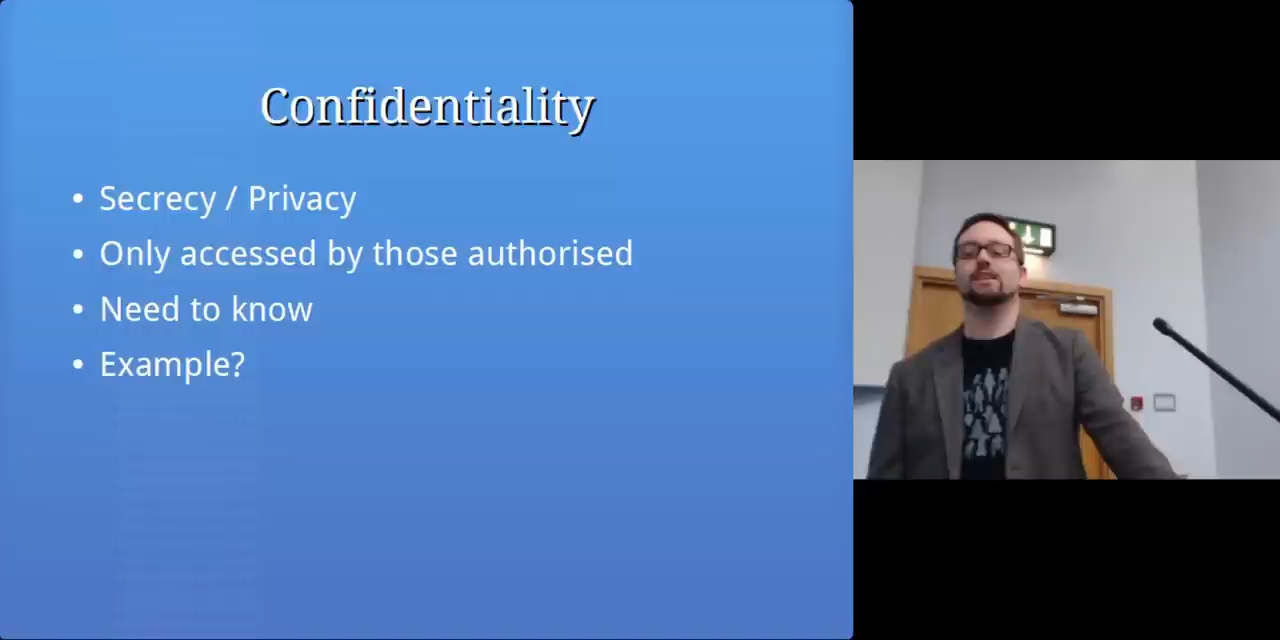 Confidentiality
• Secrecy / Privacy
• Only accessed by those authorised
• Need to know
• Example?